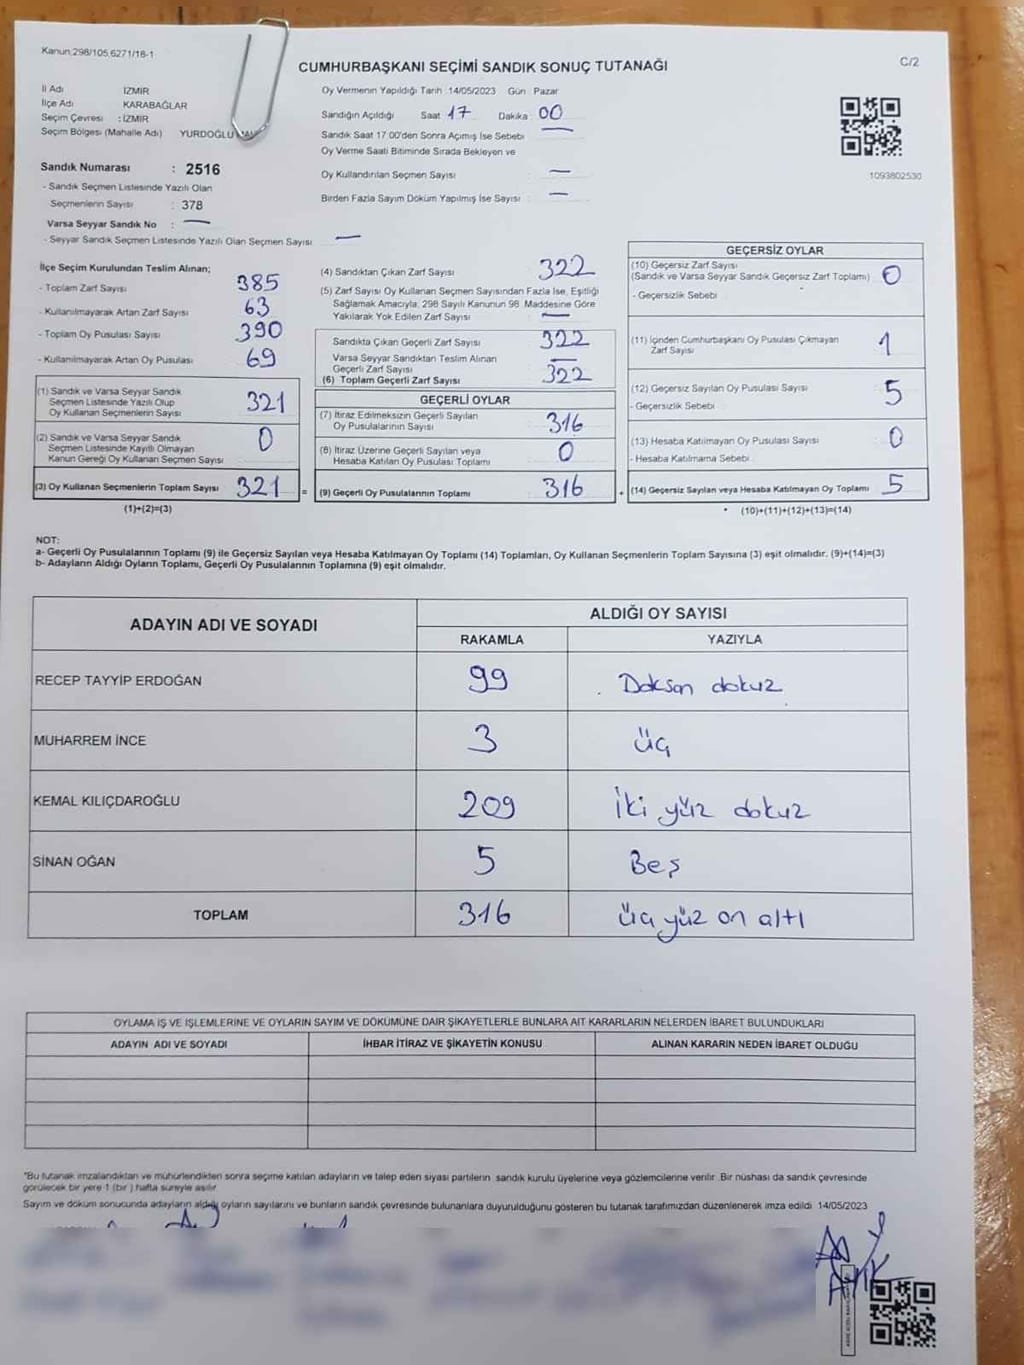 Kanun,298/105,6271/18-1
C/2
CUMHURBAŞKANI SEÇİMİ SANDIK SONUÇ TUTANAĞI
İl Adı İZMİR
İlçe Adı KARABAĞLAR
Seçim Çevresi : İZMİR
Seçim Bölgesi (Mahalle Adı) YURDOĞLU
Oy Vermenin Yapıldığı Tarih : 14/05/2023 Gün : Pazar
Sandığın Açıldığı Saat 17 Dakika 00
Sandık Saat 17 00'den Sonra Açımış İse Sebebi —
Oy Verme Saati Bitiminde Sırada Bekleyen ve
Oy Kullandırılan Seçmen Sayısı —
Birden Fazla Sayım Döküm Yapılmış İse Sayısı —
1093802530
Sandık Numarası : 2516
- Sandık Seçmen Listesinde Yazılı Olan
Seçmenlerin Sayısı : 378
Varsa Seyyar Sandık No : —
- Seyyar Sandık Seçmen Listesinde Yazılı Olan Seçmen Sayısı —
İlçe Seçim Kurulundan Teslim Alınan;
- Toplam Zarf Sayısı 385
- Kullanılmayarak Artan Zarf Sayısı 63
- Toplam Oy Pusulası Sayısı 390
- Kullanılmayarak Artan Oy Pusulası 69
(1) Sandık ve Varsa Seyyar Sandık
Seçmen Listesinde Yazılı Olup
Oy Kullanan Seçmenlerin Sayısı 321
(2) Sandık ve Varsa Seyyar Sandık
Seçmen Listesinde Kayıtlı Olmayan
Kanun Gereği Oy Kullanan Seçmen Sayısı 0
(3) Oy Kullanan Seçmenlerin Toplam Sayısı 321 =
(1)+(2)=(3)
(4) Sandıktan Çıkan Zarf Sayısı 322
(5) Zarf Sayısı Oy Kullanan Seçmen Sayısından Fazla İse, Eşitliği
Sağlamak Amacıyla, 298 Sayılı Kanunun 98 Maddesine Göre
Yakılarak Yok Edilen Zarf Sayısı —
Sandıkta Çıkan Geçerli Zarf Sayısı 322
Varsa Seyyar Sandıktan Teslim Alınan
Geçerli Zarf Sayısı —
(6) Toplam Geçerli Zarf Sayısı 322
GEÇERLİ OYLAR
(7) İtiraz Edilmeksizin Geçerli Sayılan
Oy Pusulalarının Sayısı 316
(8) İtiraz Üzerine Geçerli Sayılan veya
Hesaba Katılan Oy Pusulası Toplamı 0
(9) Geçerli Oy Pusulalarının Toplamı 316 +
GEÇERSİZ OYLAR
(10) Geçersiz Zarf Sayısı
(Sandık ve Varsa Seyyar Sandık Geçersiz Zarf Toplamı) 0
- Geçersizlik Sebebi
(11) İçinden Cumhurbaşkanı Oy Pusulası Çıkmayan
Zarf Sayısı 1
(12) Geçersiz Sayılan Oy Pusulası Sayısı 5
- Geçersizlik Sebebi
(13) Hesaba Katılmayan Oy Pusulası Sayısı 0
- Hesaba Katılmama Sebebi
(14) Geçersiz Sayılan veya Hesaba Katılmayan Oy Toplamı 5
(10)+(11)+(12)+(13)=(14)
NOT:
a- Geçerli Oy Pusulalarının Toplamı (9) ile Geçersiz Sayılan veya Hesaba Katılmayan Oy Toplamı (14) Toplamları, Oy Kullanan Seçmenlerin Toplam Sayısına (3) eşit olmalıdır. (9)+(14)=(3)
b- Adayların Aldığı Oyların Toplamı, Geçerli Oy Pusulalarının Toplamına (9) eşit olmalıdır.
ADAYIN ADI VE SOYADI ALDIĞI OY SAYISI
RAKAMLA YAZIYLA
RECEP TAYYİP ERDOĞAN 99 Doksan dokuz
MUHARREM İNCE 3 üç
KEMAL KILIÇDAROĞLU 209 İki yüz dokuz
SİNAN OĞAN 5 Beş
TOPLAM 316 üç yüz on altı
OYLAMA İŞ VE İŞLEMLERİNE VE OYLARIN SAYIM VE DÖKÜMÜNE DAİR ŞİKAYETLERLE BUNLARA AİT KARARLARIN NELERDEN İBARET BULUNDUKLARI
ADAYIN ADI VE SOYADI İHBAR İTİRAZ VE ŞİKAYETİN KONUSU ALINAN KARARIN NEDEN İBARET OLDUĞU
*Bu tutanak imzalandıktan ve mühürlendikten sonra seçime katılan adayların ve talep eden siyasi partilerin sandık kurulu üyelerine veya gözlemcilerine verilir. Bir nüshası da sandık çevresinde
görülecek bir yere 1 (bir) hafta süreyle asılır.
Sayım ve döküm sonucunda adayların aldığı oyların sayılarını ve bunların sandık çevresinde bulunanlara duyurulduğunu gösteren bu tutanak tarafımızdan düzenlenerek imza edildi 14/05/2023